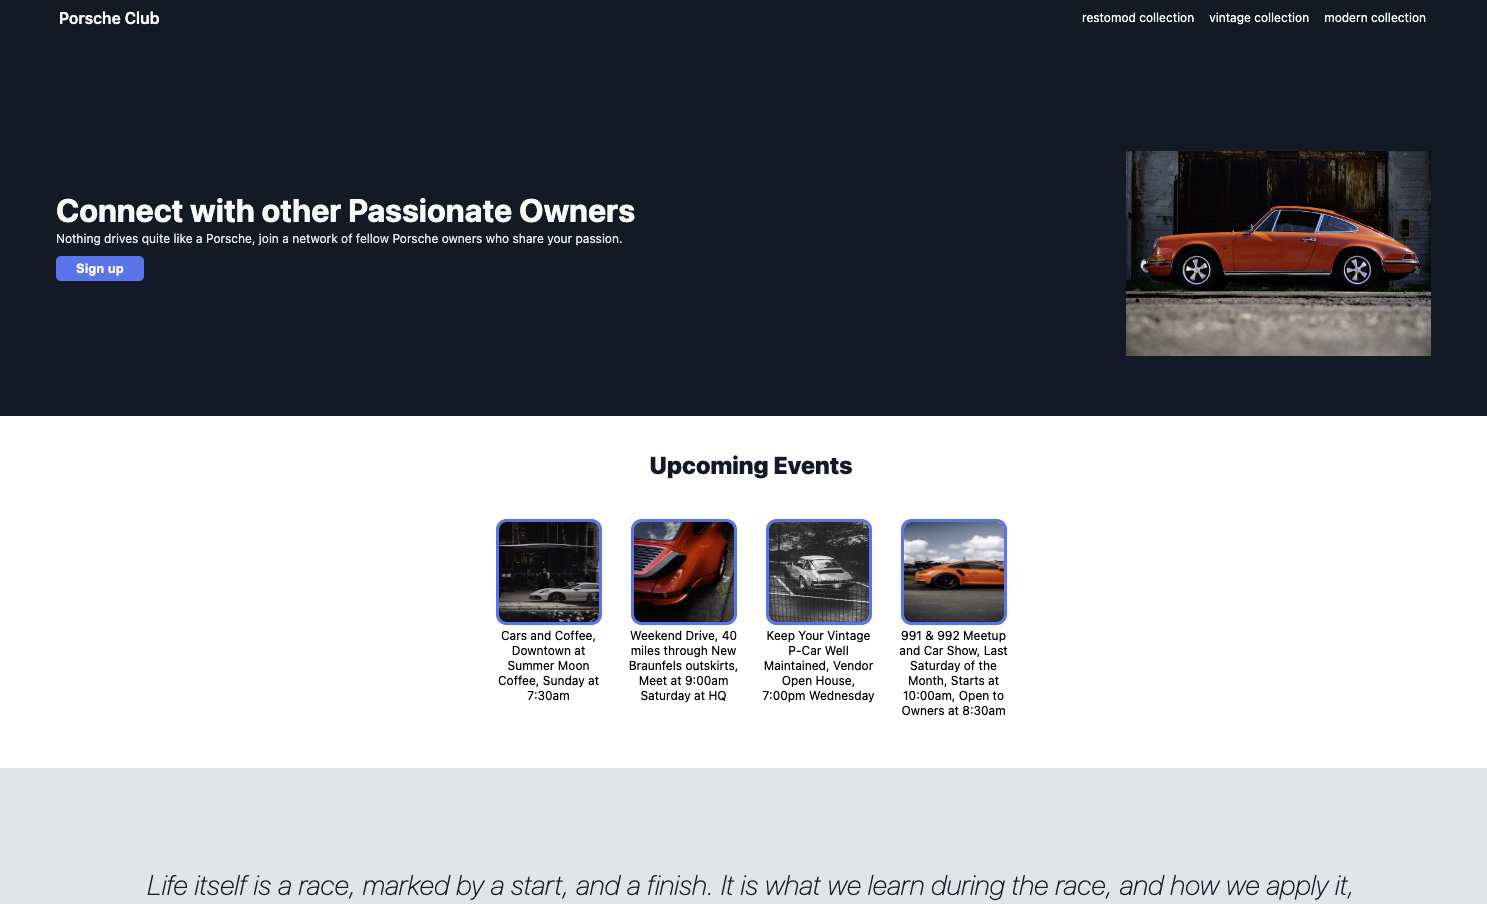 Porsche Club
restomod collection vintage collection modern collection
Connect with other Passionate Owners
Nothing drives quite like a Porsche, join a network of fellow Porsche owners who share your passion.
Sign up
Upcoming Events
Cars and Coffee,
Downtown at
Summer Moon
Coffee, Sunday at
7:30am
Weekend Drive, 40
miles through New
Braunfels outskirts,
Meet at 9:00am
Saturday at HQ
Keep Your Vintage
P-Car Well
Maintained, Vendor
Open House,
7:00pm Wednesday
991 & 992 Meetup
and Car Show, Last
Saturday of the
Month, Starts at
10:00am, Open to
Owners at 8:30am
Life itself is a race, marked by a start, and a finish. It is what we learn during the race, and how we apply it,